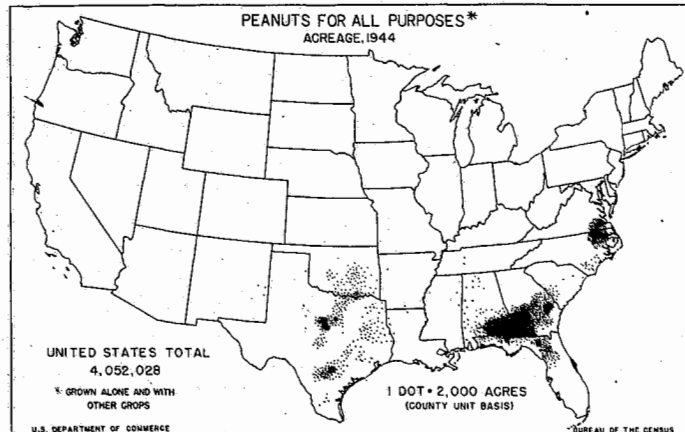 PEANUTS FOR ALL PURPOSES*
ACREAGE, 1944
UNITED STATES TOTAL
4,052,028
* GROWN ALONE AND WITH
OTHER CROPS
1 DOT • 2,000 ACRES
(COUNTY UNIT BASIS)
U.S. DEPARTMENT OF COMMERCE
BUREAU OF THE CENSUS